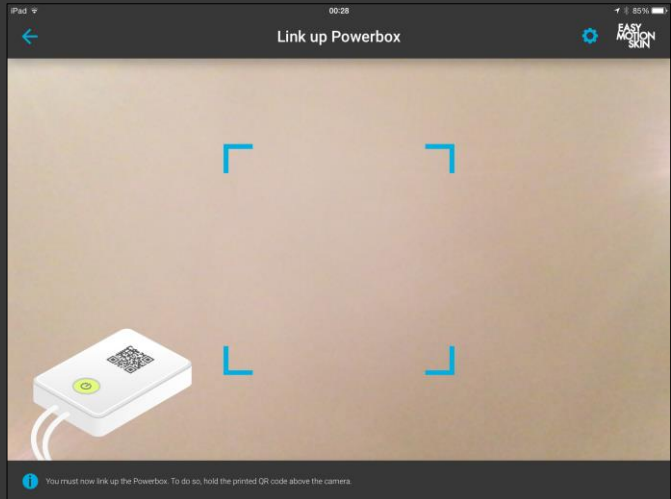 iPad 00:28 85%
Link up Powerbox
EASY
MOTION
SKIN
You must now link up the Powerbox. To do so, hold the printed QR code above the camera.